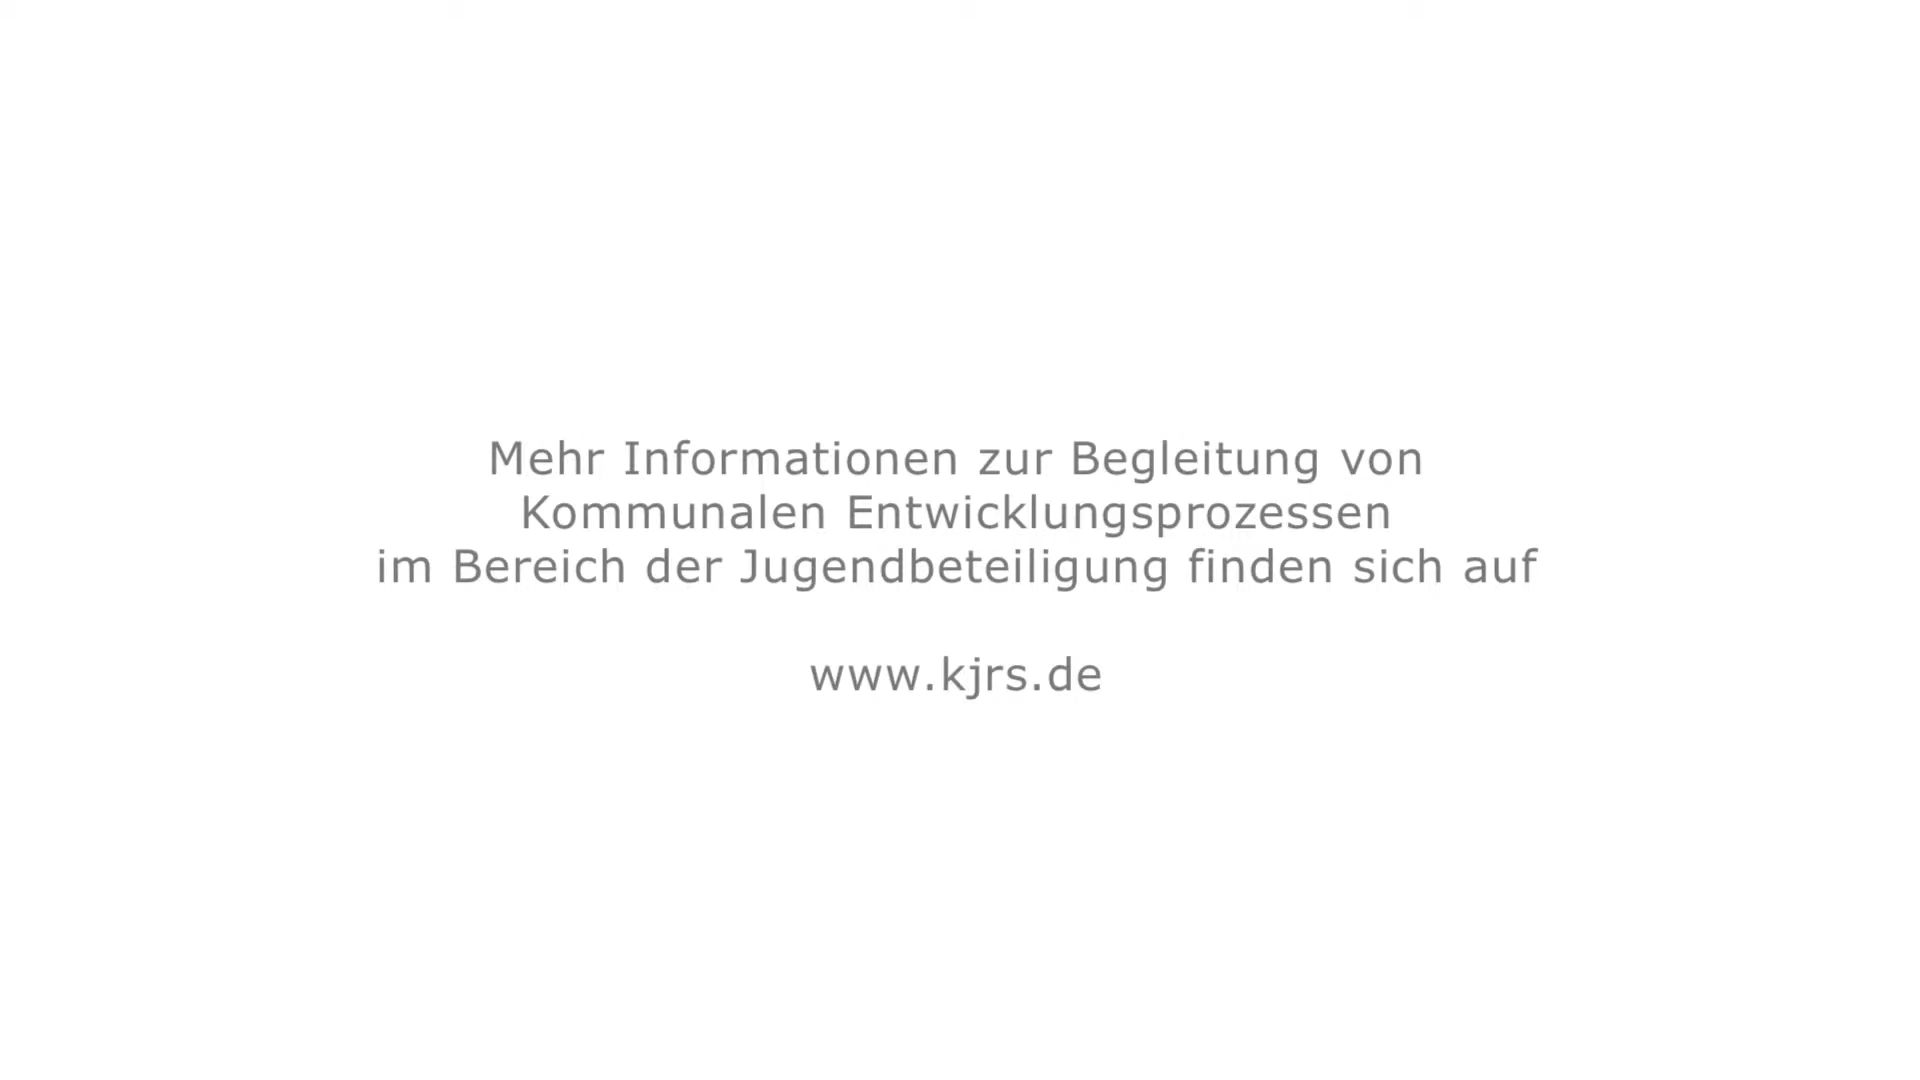 Mehr Informationen zur Begleitung von
Kommunalen Entwicklungsprozessen
im Bereich der Jugendbeteiligung finden sich auf
www.kjrs.de